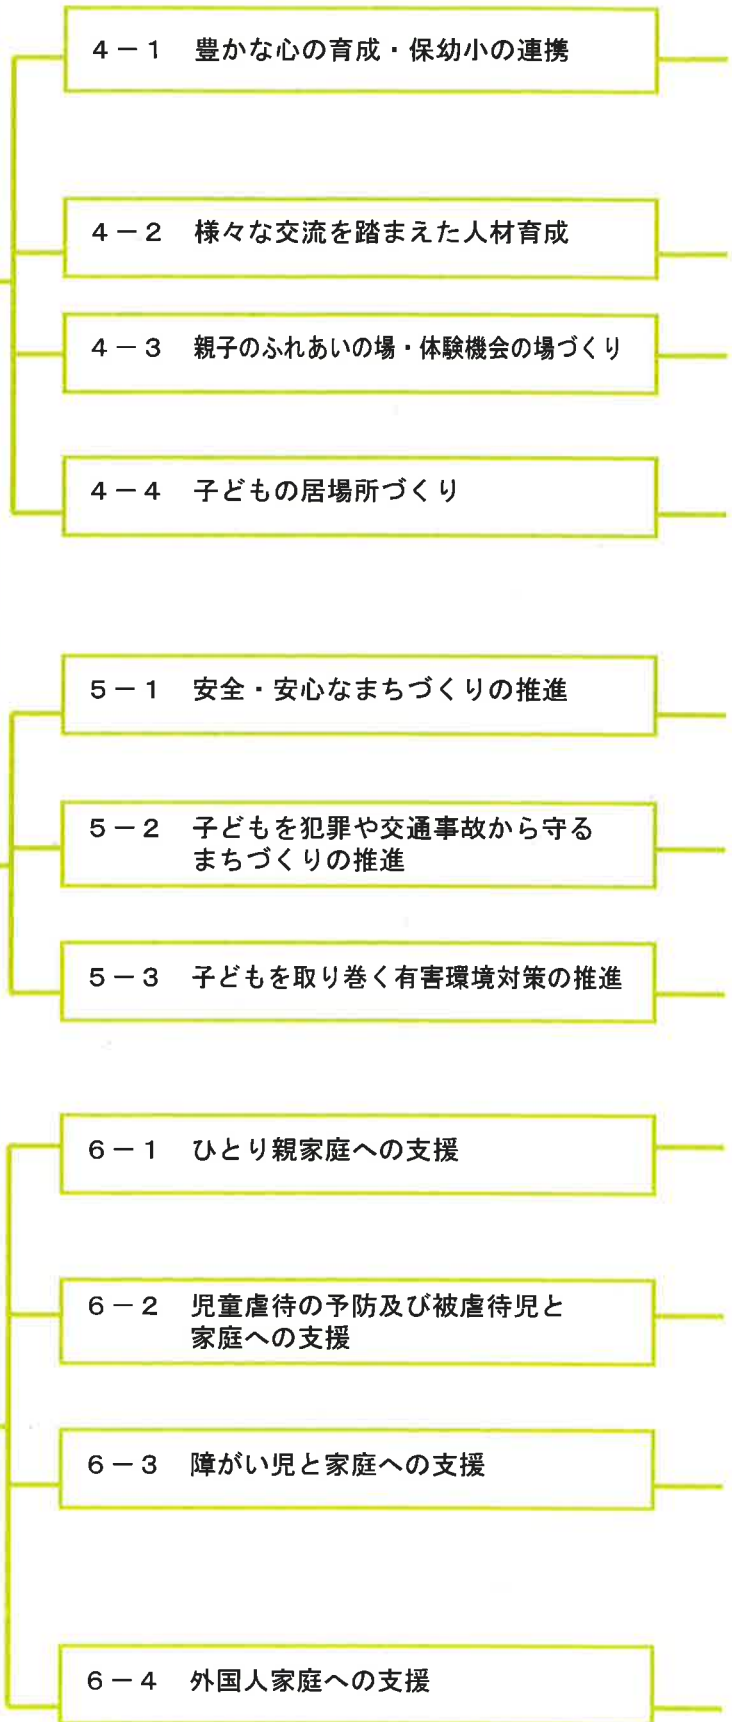 4－1　豊かな心の育成・保幼小の連携
4－2　様々な交流を踏まえた人材育成
4－3　親子のふれあいの場・体験機会の場づくり
4－4　子どもの居場所づくり
5－1　安全・安心なまちづくりの推進
5－2　子どもを犯罪や交通事故から守る
まちづくりの推進
5－3　子どもを取り巻く有害環境対策の推進
6－1　ひとり親家庭への支援
6－2　児童虐待の予防及び被虐待児と
家庭への支援
6－3　障がい児と家庭への支援
6－4　外国人家庭への支援